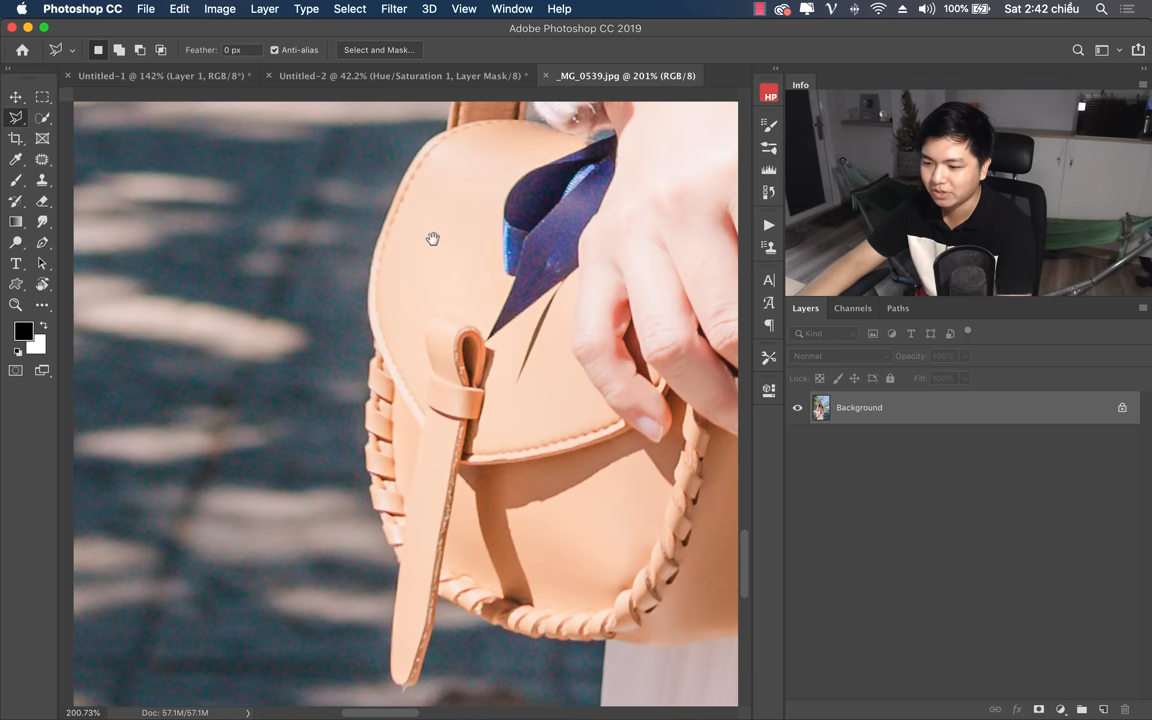 Photoshop CC File Edit Image Layer Type Select Filter 3D View Window Help 100% Sat 2:42 chiều
Adobe Photoshop CC 2019
Feather: 0 px Anti-alias Select and Mask...
Untitled-1 @ 142% (Layer 1, RGB/8*) * Untitled-2 @ 42.2% (Hue/Saturation 1, Layer Mask/8) * _MG_0539.jpg @ 201% (RGB/8)
Info
HP
Layers Channels Paths
Kind
Normal Opacity: 100%
Lock: Fill: 100%
Background
200.73% Doc: 57.1M/57.1M